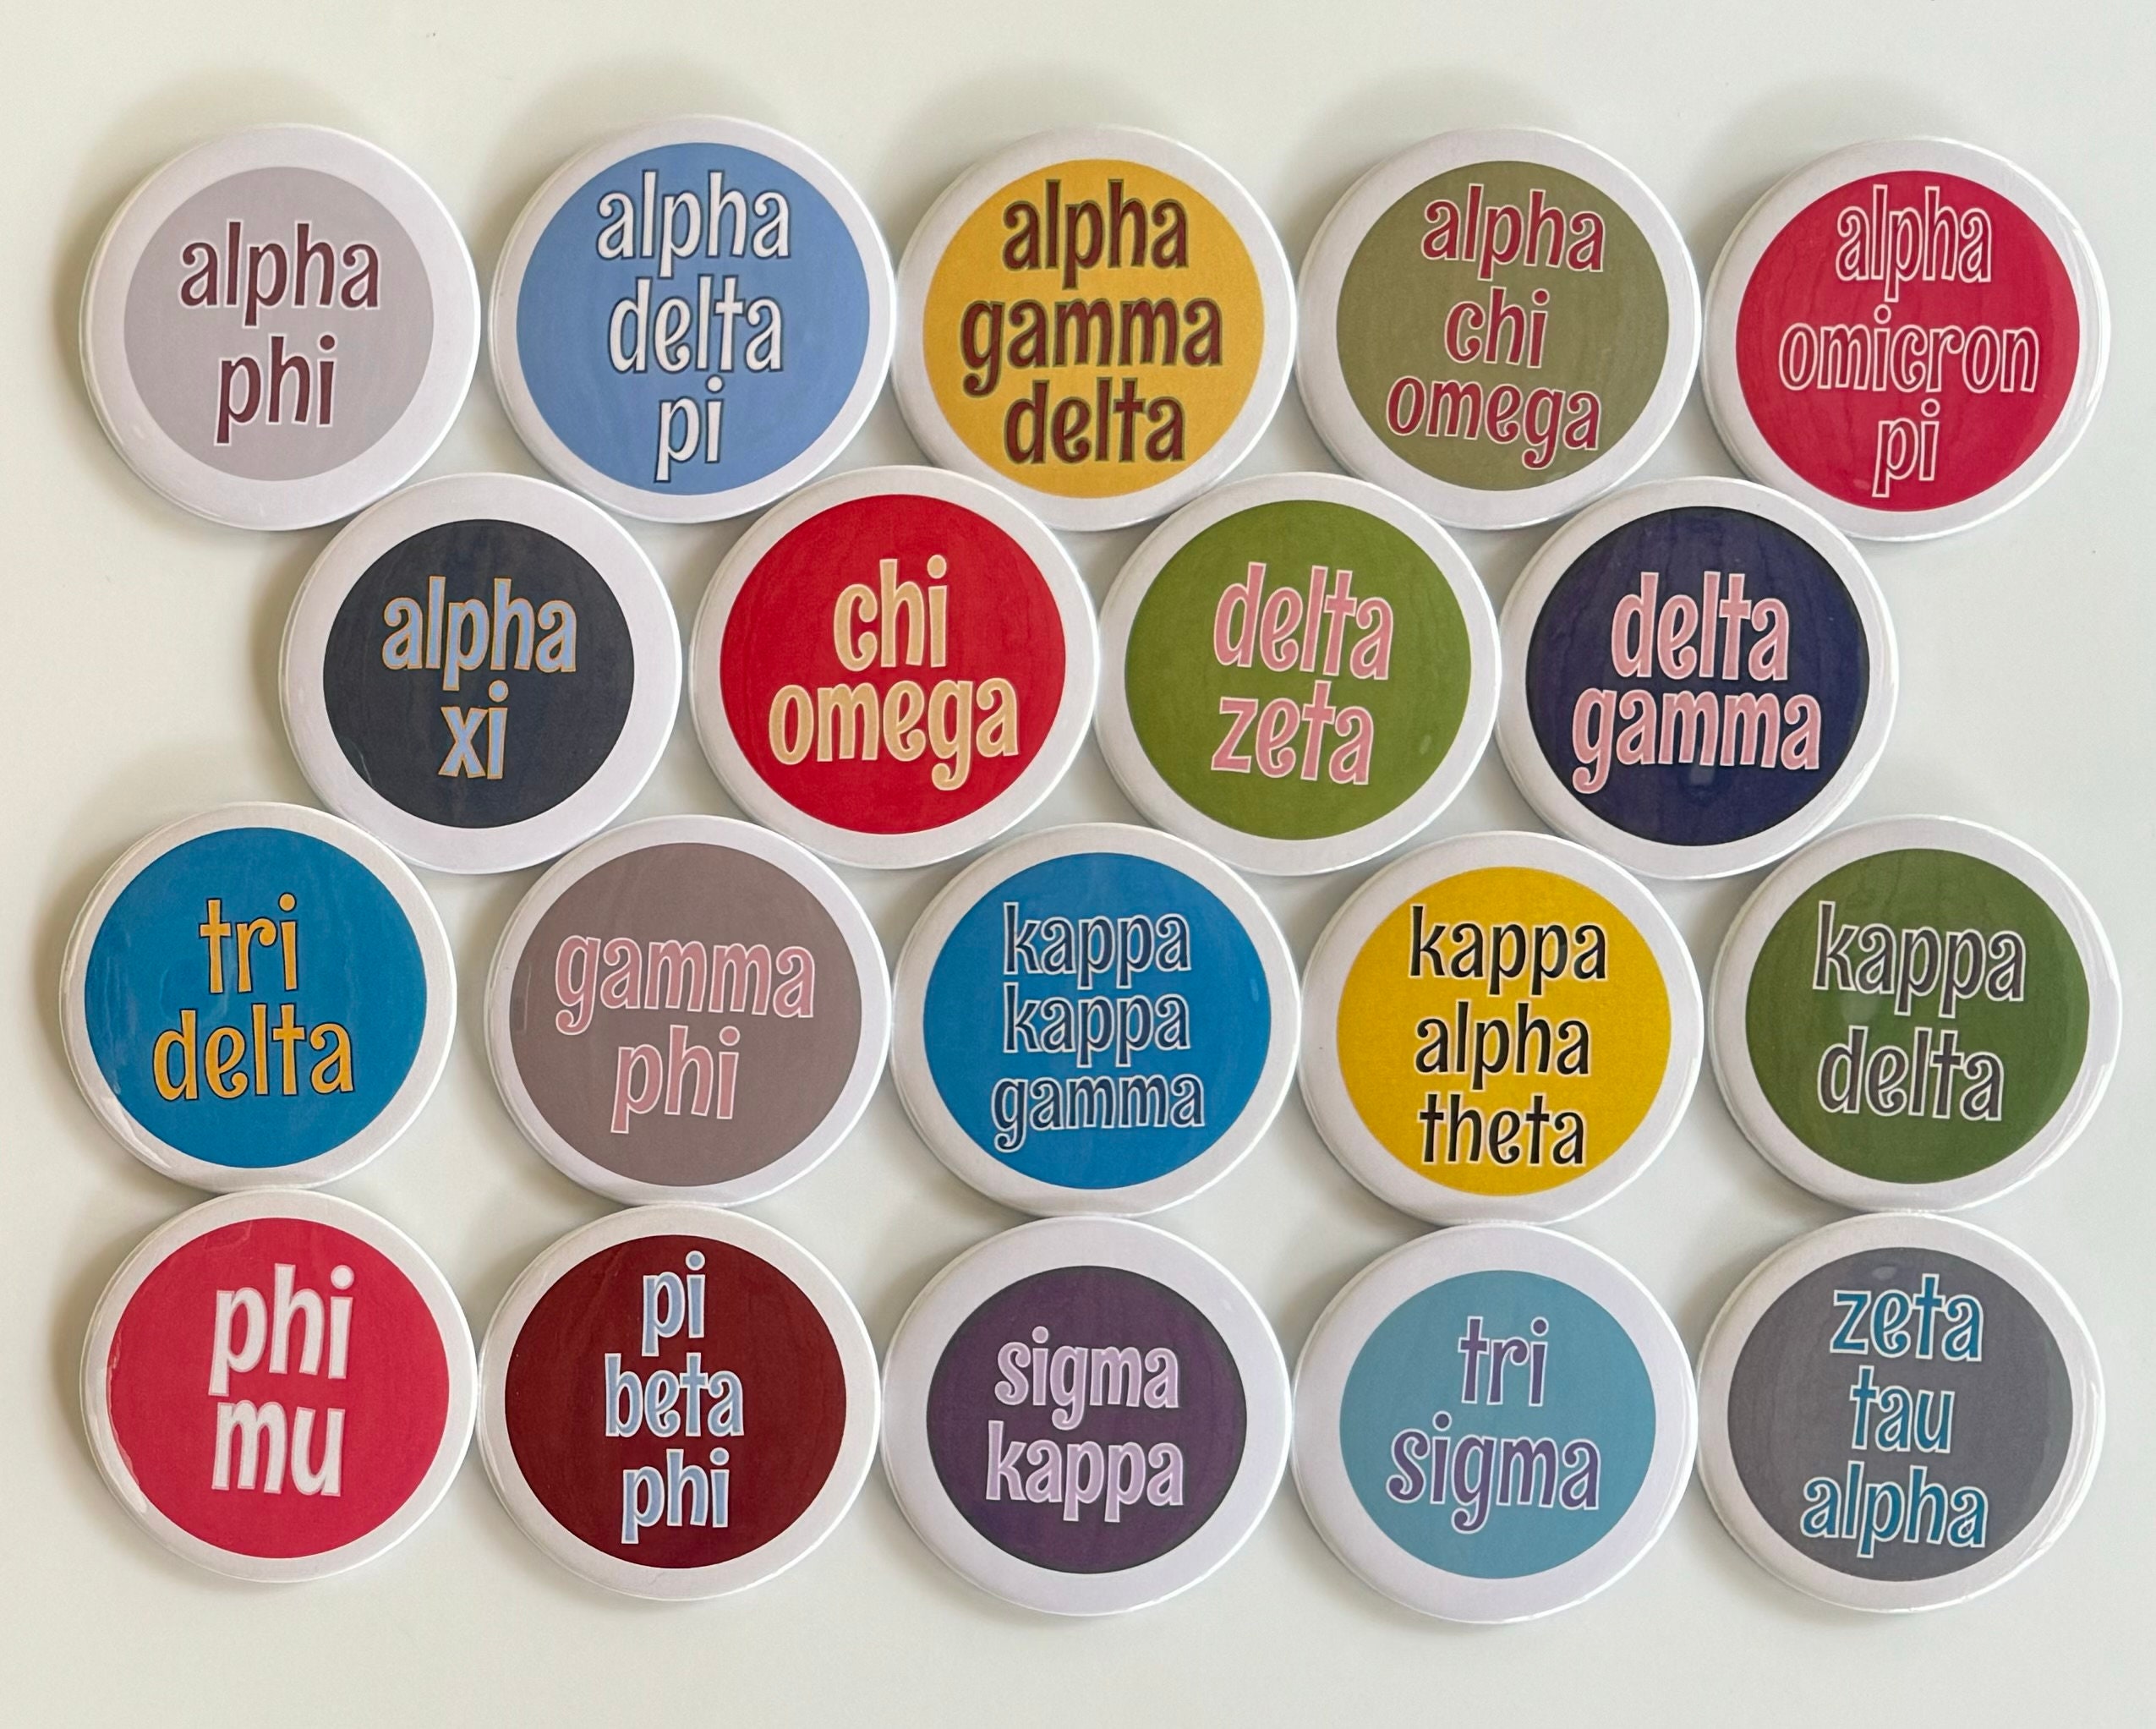 alpha
phi
alpha
delta
pi
alpha
gamma
delta
alpha
chi
omega
alpha
omicron
pi
alpha
xi
chi
omega
delta
zeta
delta
gamma
tri
delta
gamma
phi
kappa
kappa
gamma
kappa
alpha
theta
kappa
delta
phi
mu
pi
beta
phi
sigma
kappa
tri
sigma
zeta
tau
alpha